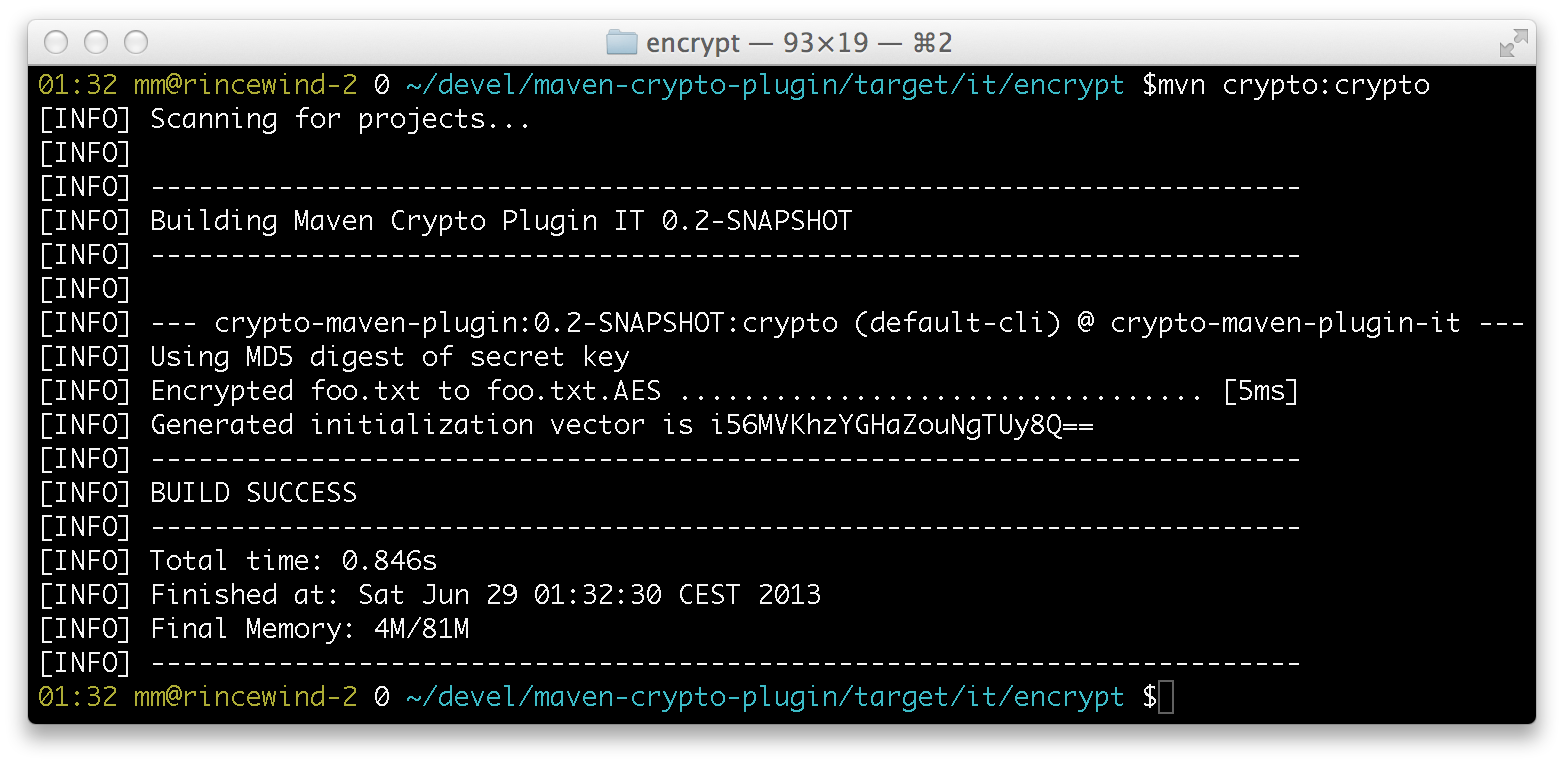 encrypt — 93×19 — ⌘2
01:32 mm@rincewind-2 0 ~/devel/maven-crypto-plugin/target/it/encrypt $mvn crypto:crypto
[INFO] Scanning for projects...
[INFO]
[INFO] ------------------------------------------------------------------------
[INFO] Building Maven Crypto Plugin IT 0.2-SNAPSHOT
[INFO] ------------------------------------------------------------------------
[INFO]
[INFO] --- crypto-maven-plugin:0.2-SNAPSHOT:crypto (default-cli) @ crypto-maven-plugin-it ---
[INFO] Using MD5 digest of secret key
[INFO] Encrypted foo.txt to foo.txt.AES ................................. [5ms]
[INFO] Generated initialization vector is i56MVKhzYGHaZouNgTUy8Q==
[INFO] ------------------------------------------------------------------------
[INFO] BUILD SUCCESS
[INFO] ------------------------------------------------------------------------
[INFO] Total time: 0.846s
[INFO] Finished at: Sat Jun 29 01:32:30 CEST 2013
[INFO] Final Memory: 4M/81M
[INFO] ------------------------------------------------------------------------
01:32 mm@rincewind-2 0 ~/devel/maven-crypto-plugin/target/it/encrypt $